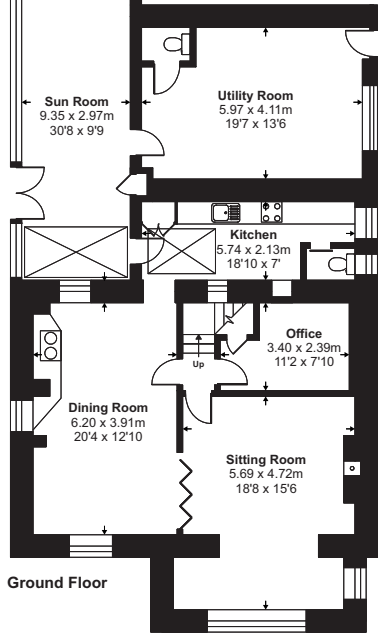 Sun Room
9.35 x 2.97m
30'8 x 9'9
Utility Room
5.97 x 4.11m
19'7 x 13'6
Kitchen
5.74 x 2.13m
18'10 x 7'
Office
3.40 x 2.39m
11'2 x 7'10
Up
Dining Room
6.20 x 3.91m
20'4 x 12'10
Sitting Room
5.69 x 4.72m
18'8 x 15'6
Ground Floor